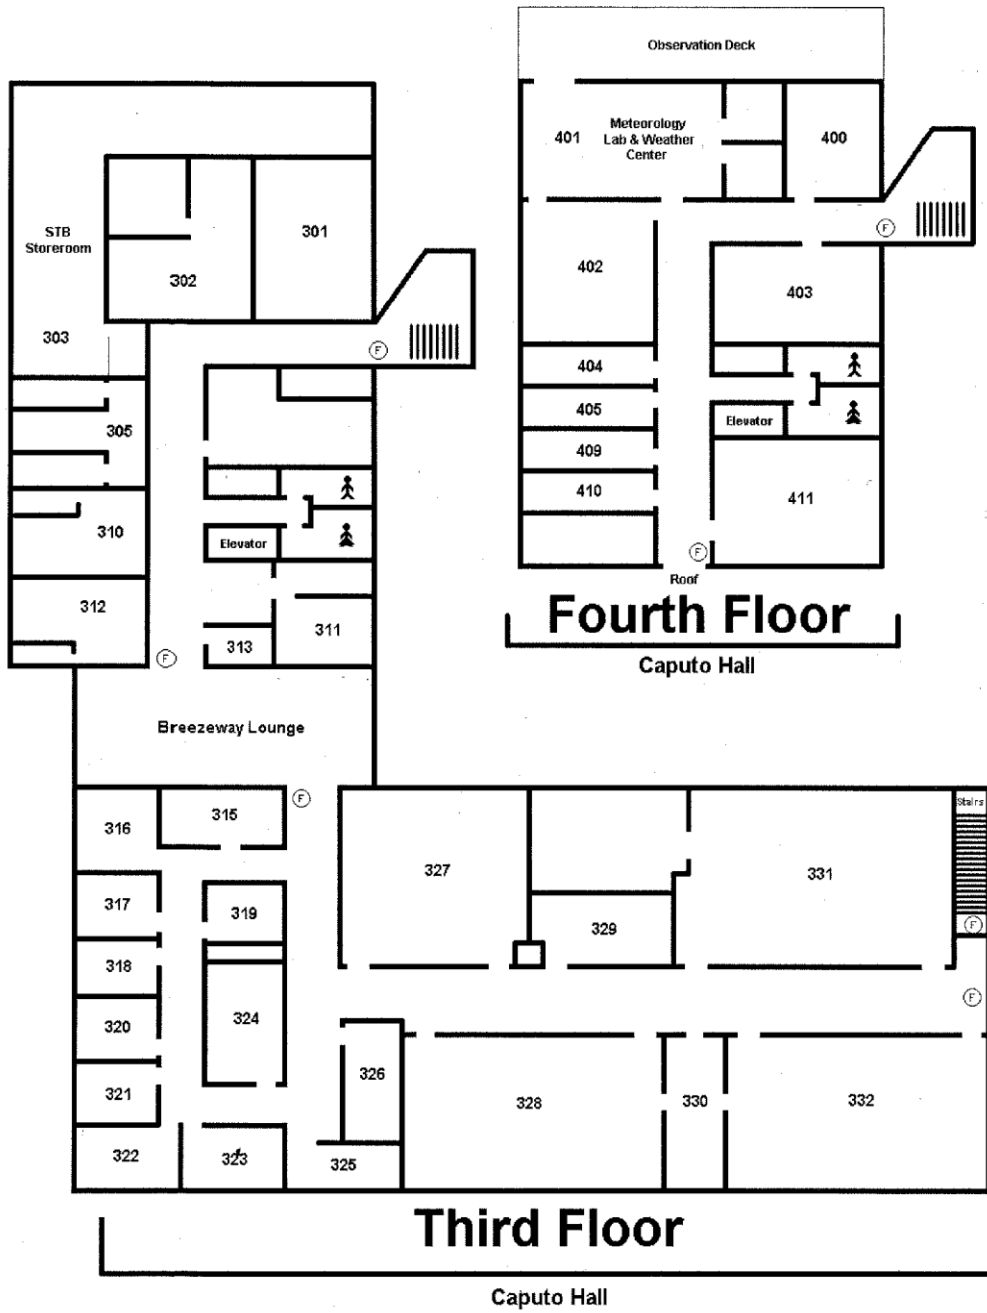 Observation Deck
401
Meteorology
Lab & Weather
Center
400
F
402
403
404
405
Elevator
409
410
411
F
Roof
Fourth Floor
Caputo Hall
STB
Storeroom
301
302
303
F
305
310
Elevator
312
311
313
F
Breezeway Lounge
F
316
315
327
331
Stairs
317
319
329
F
318
F
320
324
326
321
328
330
332
322
323
325
Third Floor
Caputo Hall